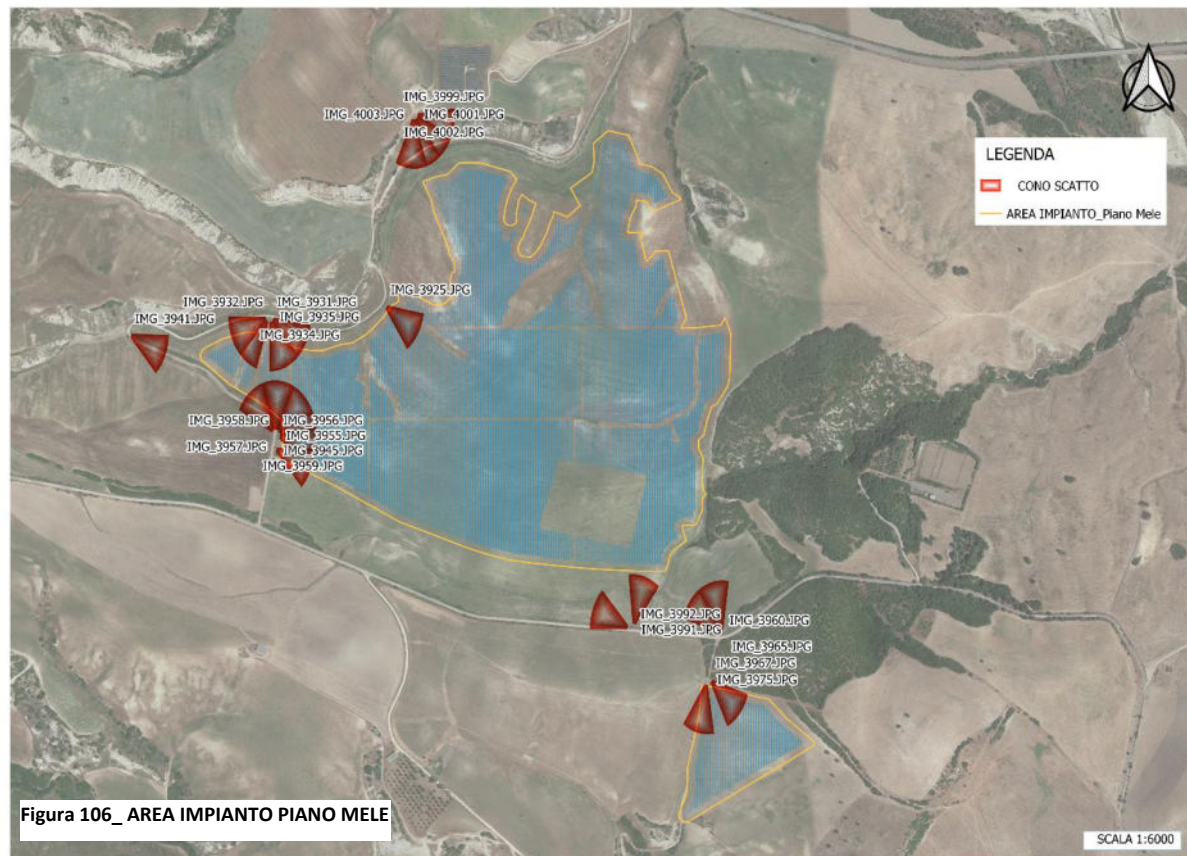 IMG_3999.JPG
IMG_4003.JPG
IMG_4001.JPG
IMG_4002.JPG
LEGENDA
CONO SCATTO
AREA IMPIANTO_Piano Mele
IMG_3925.JPG
IMG_3932.JPG
IMG_3931.JPG
IMG_3941.JPG
IMG_3935.JPG
IMG_3934.JPG
IMG_3958.JPG
IMG_3956.JPG
IMG_3955.JPG
IMG_3957.JPG
IMG_3945.JPG
IMG_3959.JPG
IMG_3992.JPG
IMG_3960.JPG
IMG_3991.JPG
IMG_3965.JPG
IMG_3967.JPG
IMG_3975.JPG
Figura 106_ AREA IMPIANTO PIANO MELE
SCALA 1:6000